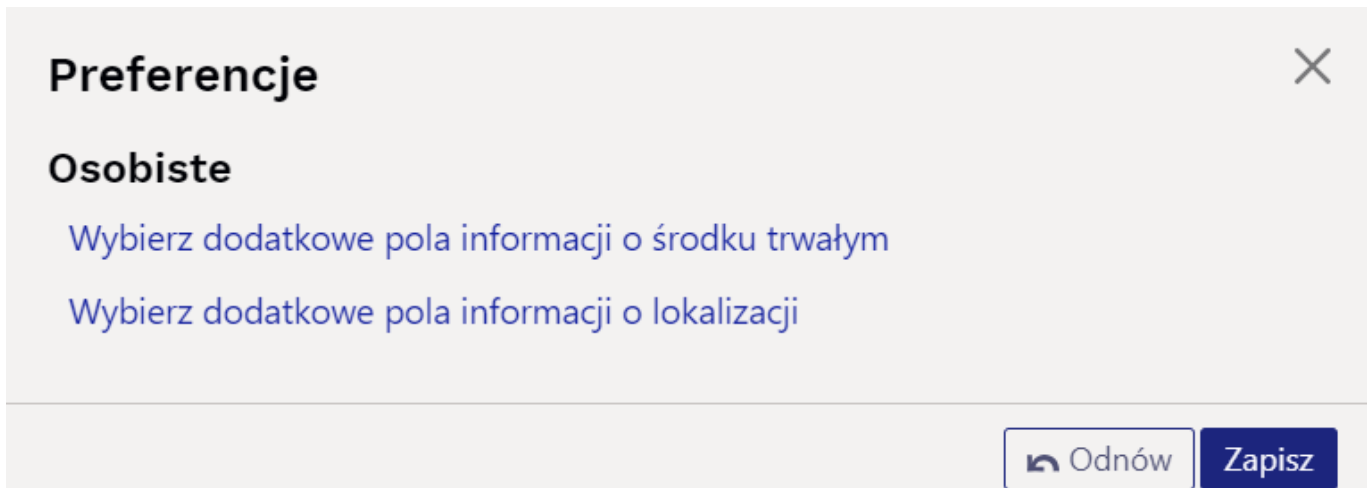 Preferencje
Osobiste
Wybierz dodatkowe pola informacji o środku trwałym
Wybierz dodatkowe pola informacji o lokalizacji
Odnów
Zapisz